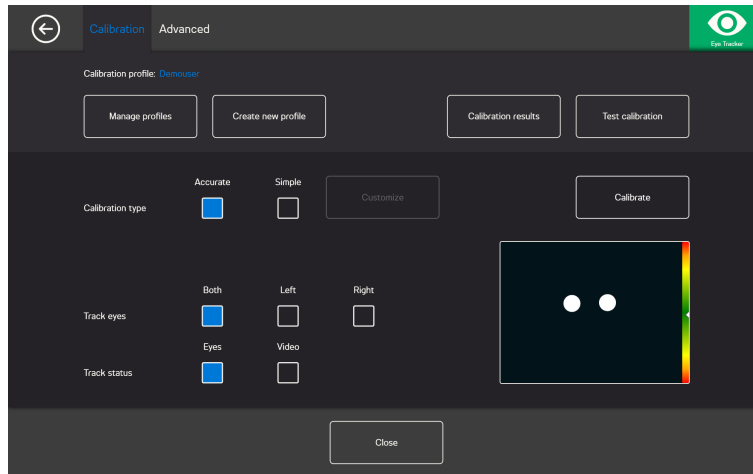 Calibration Advanced
Eye Tracker
Calibration profile: Demouser
Manage profiles Create new profile Calibration results Test calibration
Accurate Simple
Calibration type Customize Calibrate
Both Left Right
Track eyes
Eyes Video
Track status
Close